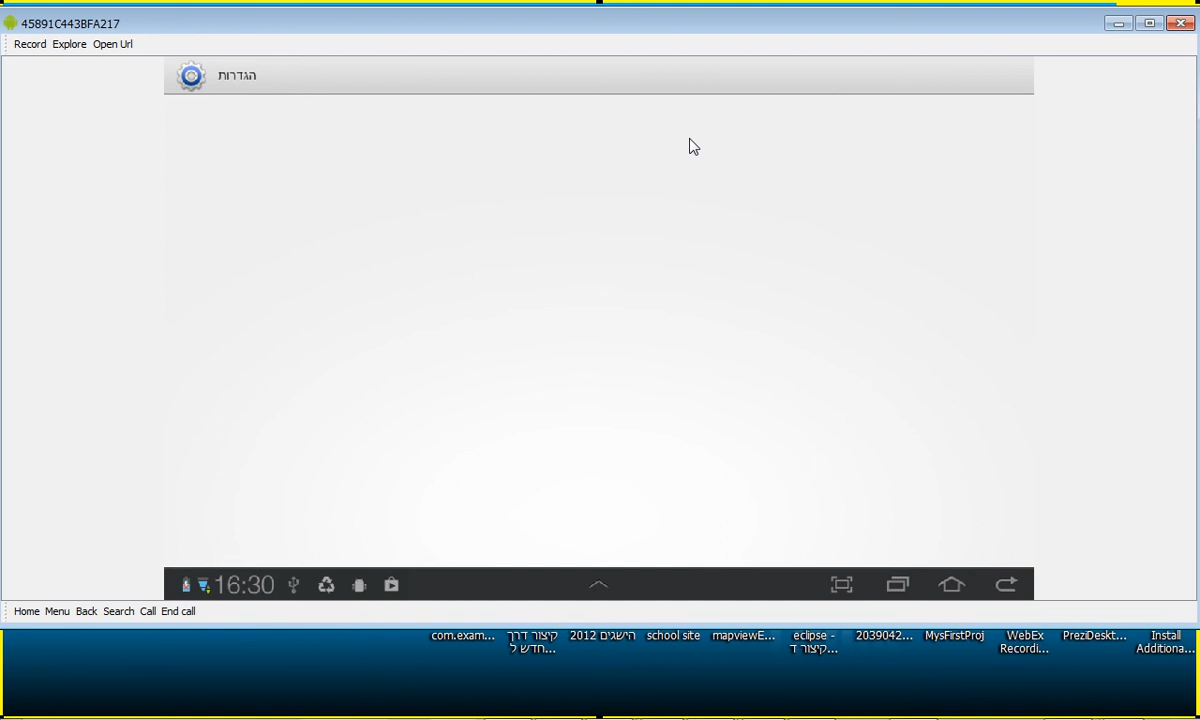 45891C443BFA217
Record Explore Open Url
הגדרות
16:30
Home Menu Back Search Call End call
com.exam...
קיצור דרך
חדש ל...
הישגים 2012
school site
mapviewE...
eclipse -
קיצור ד...
2039042...
MysFirstProj
WebEx
Recordi...
PreziDeskt...
Install
Additiona...